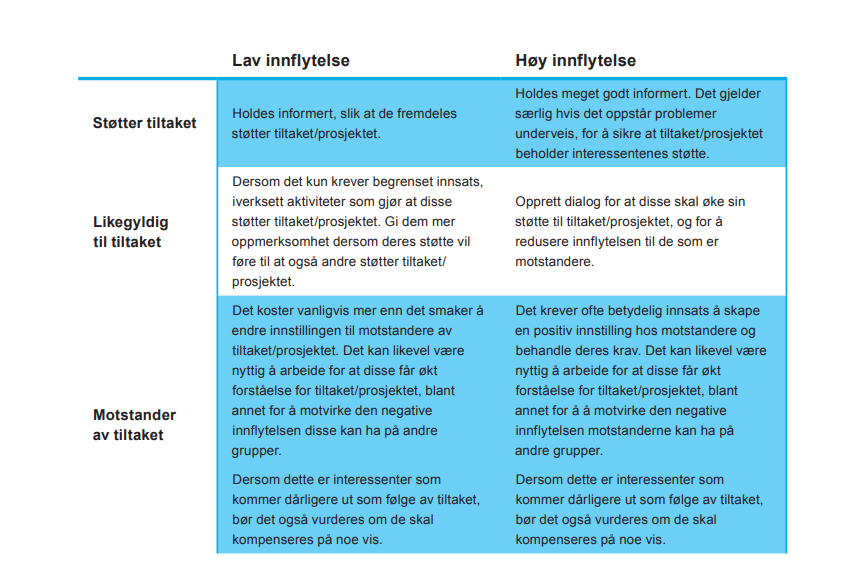 Lav innflytelse
Høy innflytelse
Støtter tiltaket
Holdes informert, slik at de fremdeles
støtter tiltaket/prosjektet.
Holdes meget godt informert. Det gjelder
særlig hvis det oppstår problemer
underveis, for å sikre at tiltaket/prosjektet
beholder interessentenes støtte.
Likegyldig
til tiltaket
Dersom det kun krever begrenset innsats,
iverksett aktiviteter som gjør at disse
støtter tiltaket/prosjektet. Gi dem mer
oppmerksomhet dersom deres støtte vil
føre til at også andre støtter tiltaket/
prosjektet.
Opprett dialog for at disse skal øke sin
støtte til tiltaket/prosjektet, og for å
redusere innflytelsen til de som er
motstandere.
Motstander
av tiltaket
Det koster vanligvis mer enn det smaker å
endre innstillingen til motstandere av
tiltaket/prosjektet. Det kan likevel være
nyttig å arbeide for at disse får økt
forståelse for tiltaket/prosjektet, blant
annet for å motvirke den negative
innflytelsen disse kan ha på andre
grupper.
Dersom dette er interessenter som
kommer dårligere ut som følge av tiltaket,
bør det også vurderes om de skal
kompenseres på noe vis.
Det krever ofte betydelig innsats å skape
en positiv innstilling hos motstandere og
behandle deres krav. Det kan likevel være
nyttig å arbeide for at disse får økt
forståelse for tiltaket/prosjektet, blant
annet for å å motvirke den negative
innflytelsen motstanderne kan ha på
andre grupper.
Dersom dette er interessenter som
kommer dårligere ut som følge av tiltaket,
bør det også vurderes om de skal
kompenseres på noe vis.